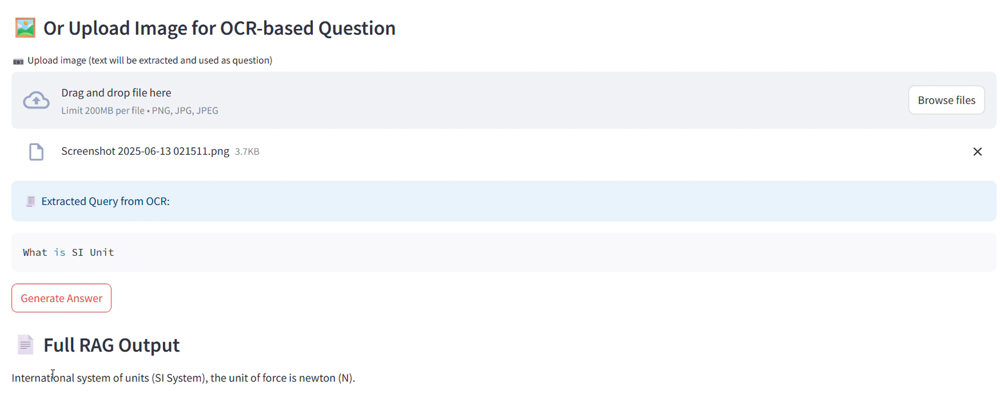 Or Upload Image for OCR-based Question
Upload image (text will be extracted and used as question)
Drag and drop file here
Limit 200MB per file • PNG, JPG, JPEG
Browse files
Screenshot 2025-06-13 021511.png 3.7KB
Extracted Query from OCR:
What is SI Unit
Generate Answer
Full RAG Output
International system of units (SI System), the unit of force is newton (N).